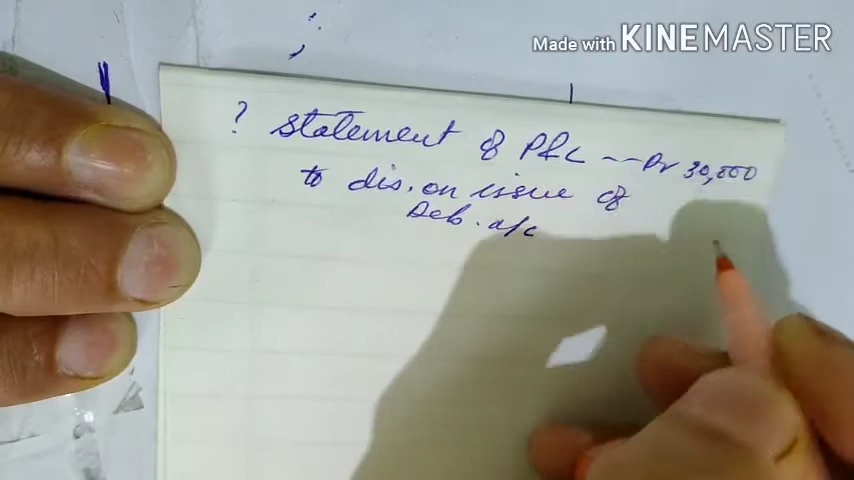 Made with KINEMASTER
? Statement of P&L ---Dr 30,000
to dis. on issue of
Deb. a/c